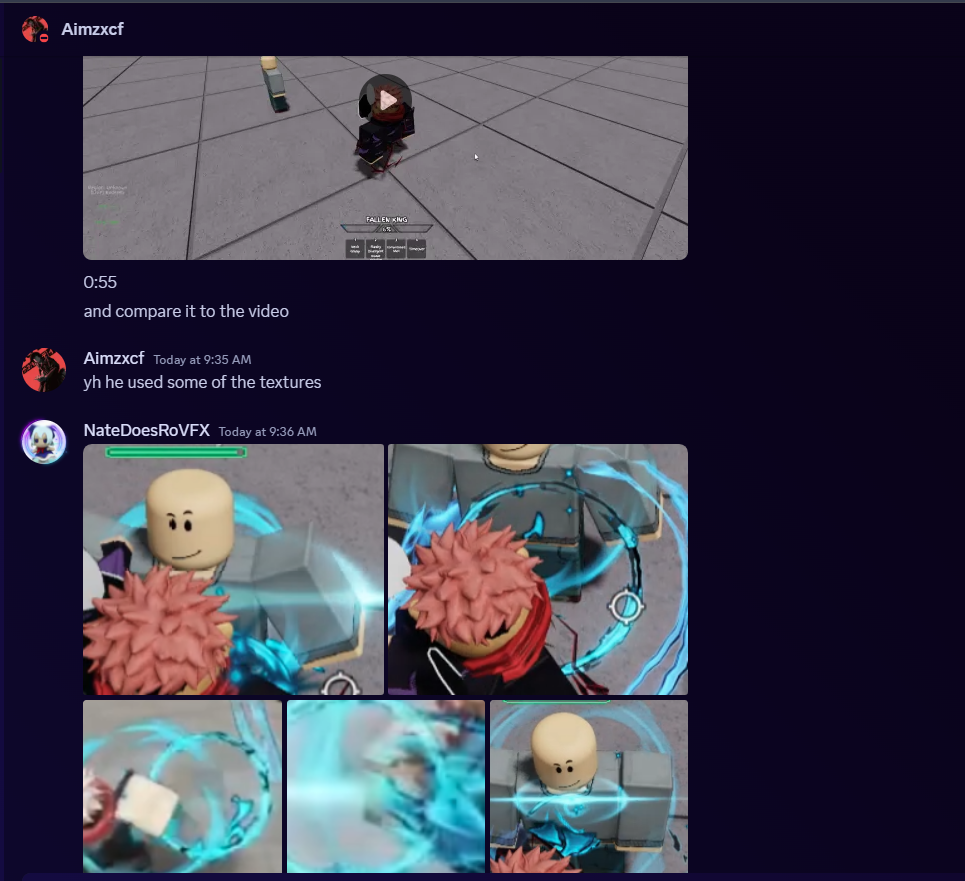 Aimzxcf
FALLEN KING
0:55
and compare it to the video
Aimzxcf Today at 9:35 AM
yh he used some of the textures
NateDoesRoVFX Today at 9:36 AM